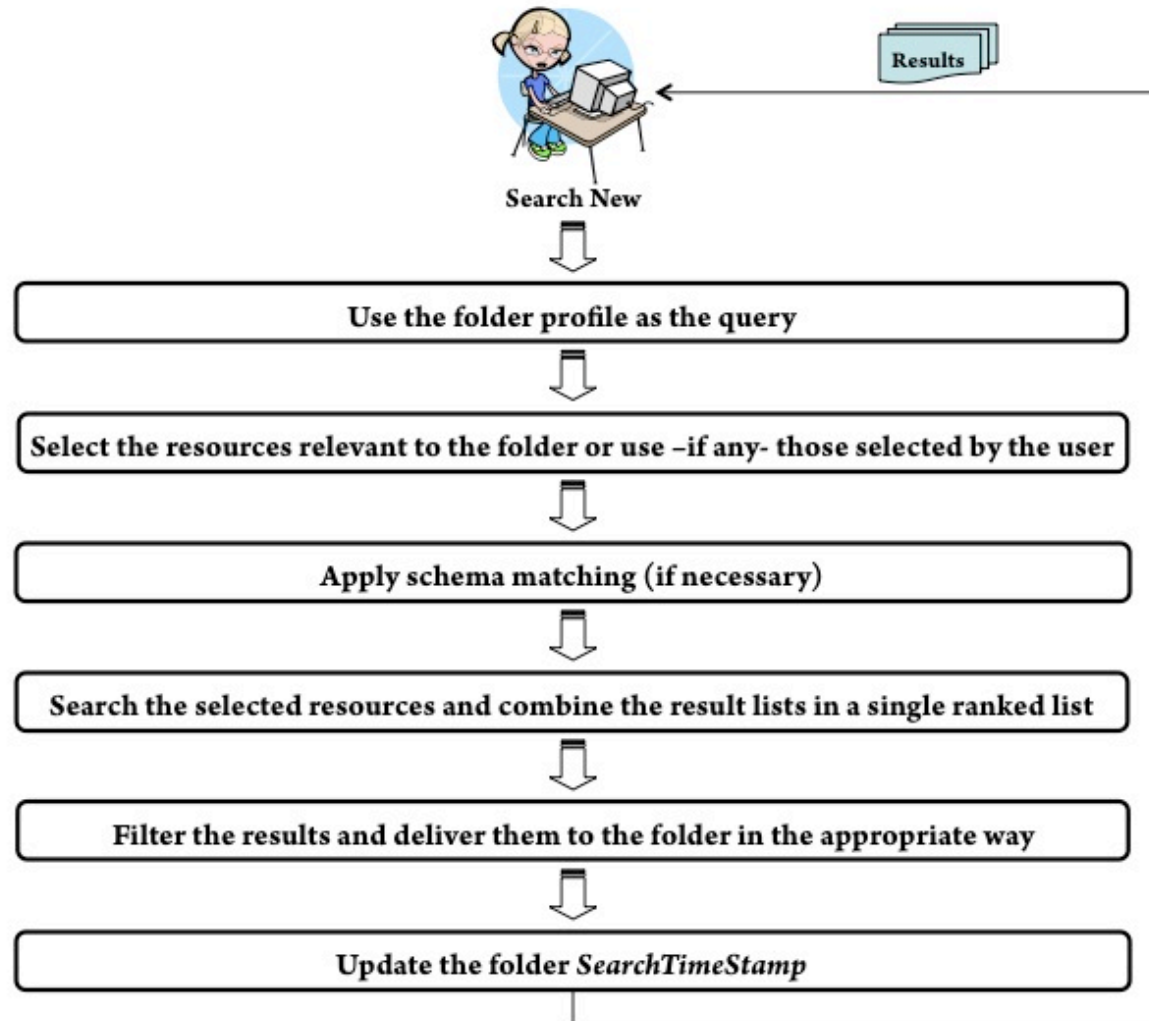 Results
Search New
Use the folder profile as the query
Select the resources relevant to the folder or use –if any- those selected by the user
Apply schema matching (if necessary)
Search the selected resources and combine the result lists in a single ranked list
Filter the results and deliver them to the folder in the appropriate way
Update the folder SearchTimeStamp